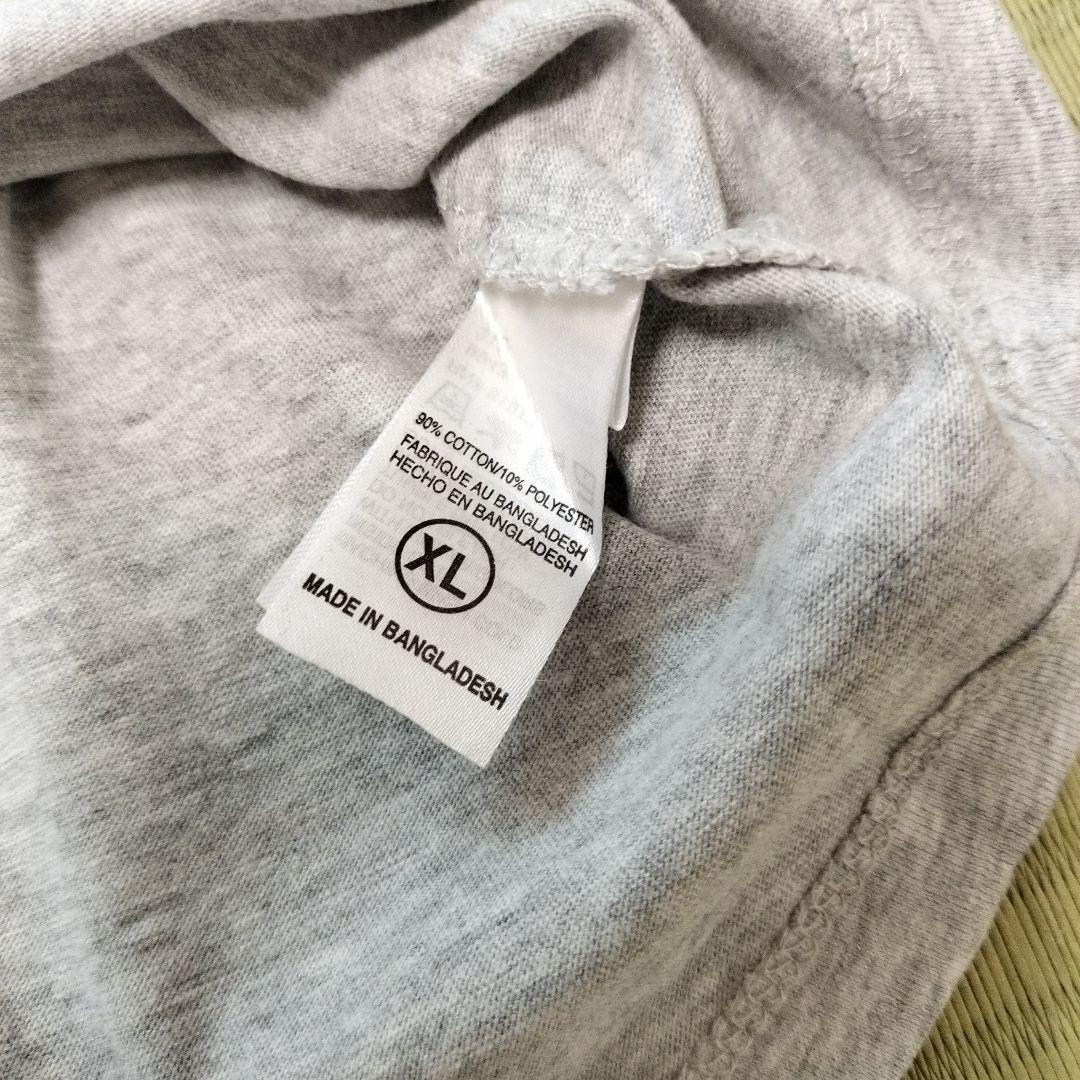 90% COTTON/10% POLYESTER
FABRIQUE AU BANGLADESH
HECHO EN BANGLADESH
XL
MADE IN BANGLADESH